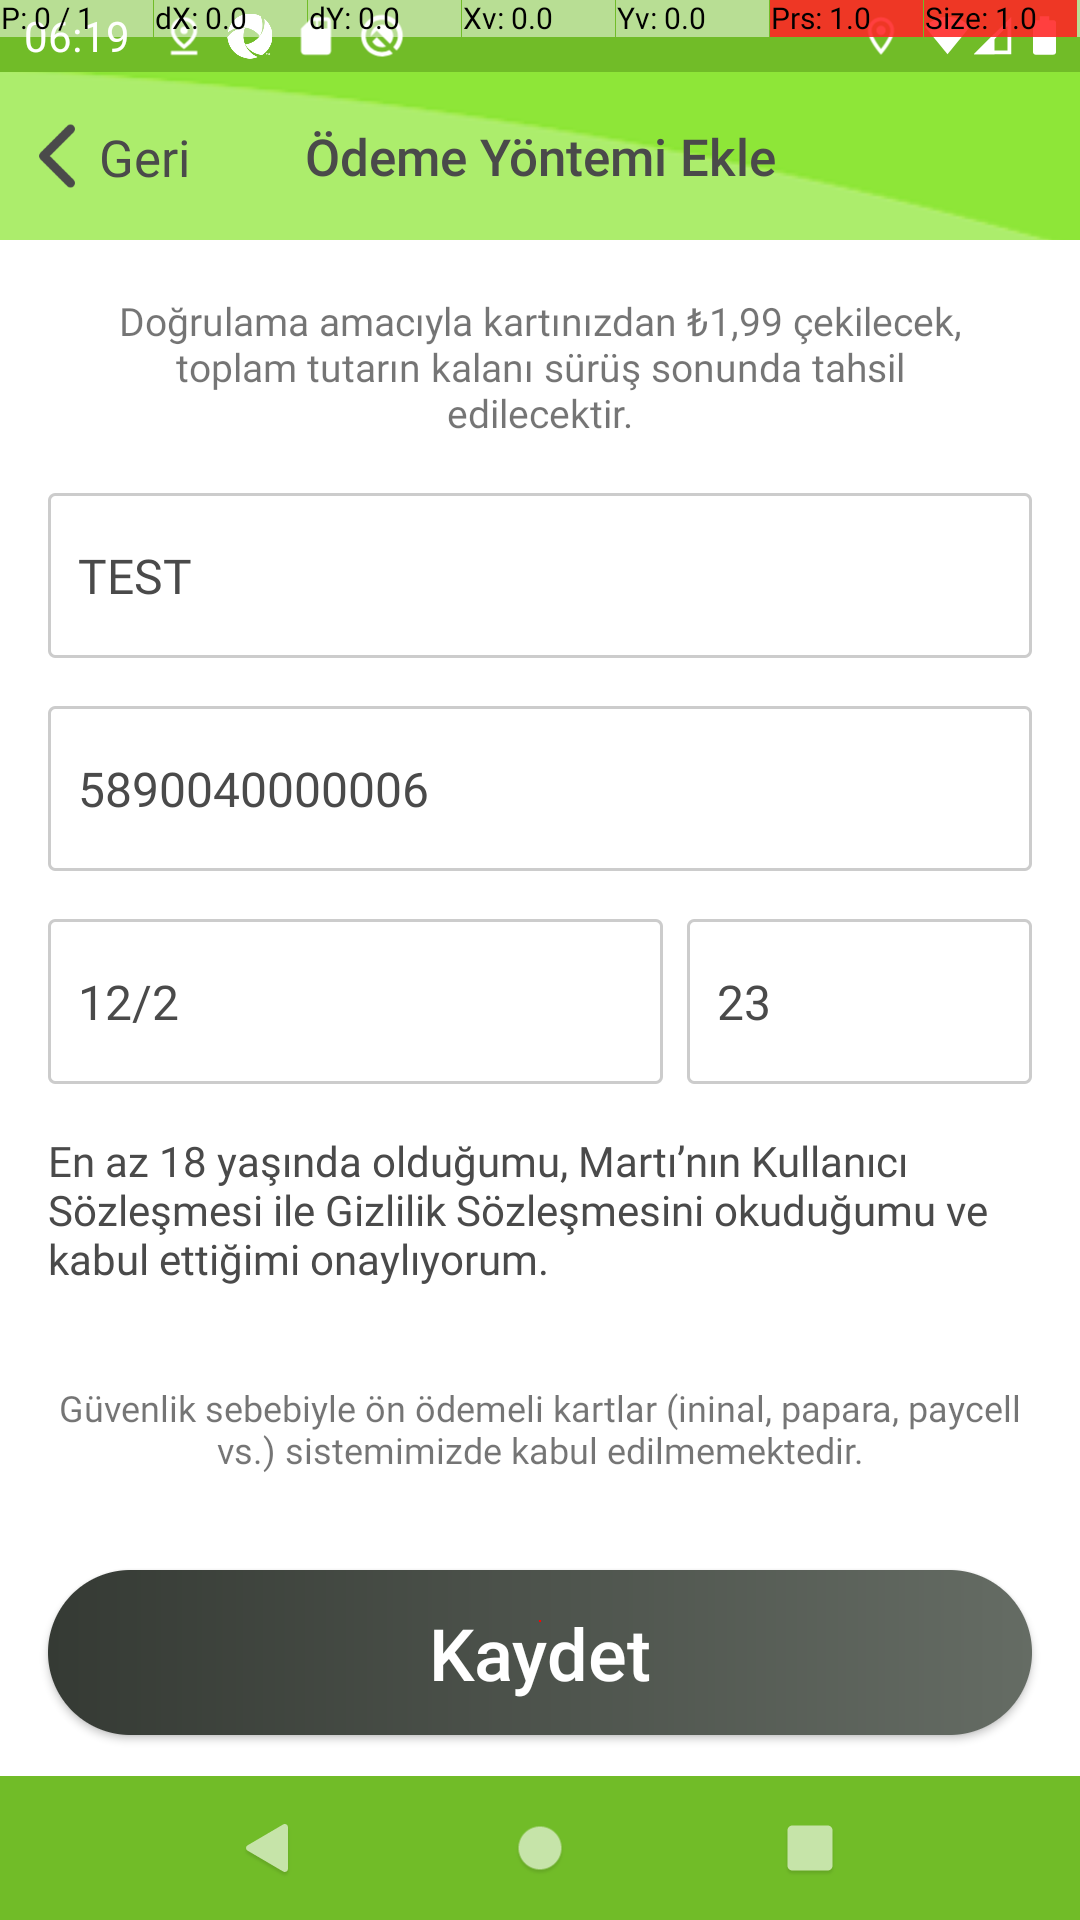 P: 0 / 1 dX: 0.0 dY: 0.0 Xv: 0.0 Yv: 0.0 Prs: 1.0 Size: 1.0
06:19
Geri Ödeme Yöntemi Ekle
Doğrulama amacıyla kartınızdan ₺1,99 çekilecek,
toplam tutarın kalanı sürüş sonunda tahsil
edilecektir.
TEST
5890040000006
12/2 23
En az 18 yaşında olduğumu, Martı’nın Kullanıcı
Sözleşmesi ile Gizlilik Sözleşmesini okuduğumu ve
kabul ettiğimi onaylıyorum.
Güvenlik sebebiyle ön ödemeli kartlar (ininal, papara, paycell
vs.) sistemimizde kabul edilmemektedir.
Kaydet